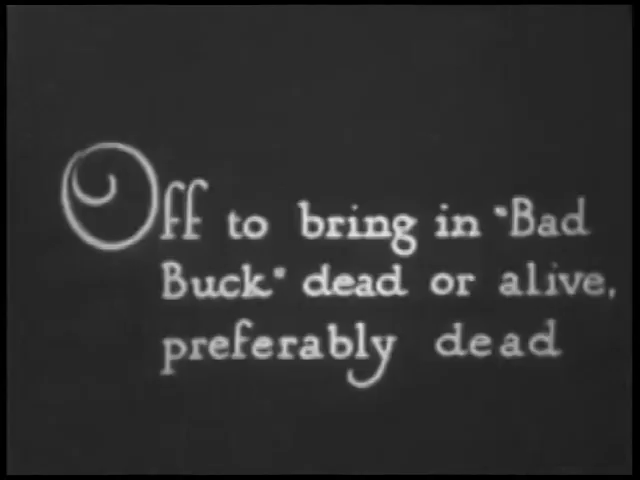 Off to bring in "Bad
Buck" dead or alive,
preferably dead